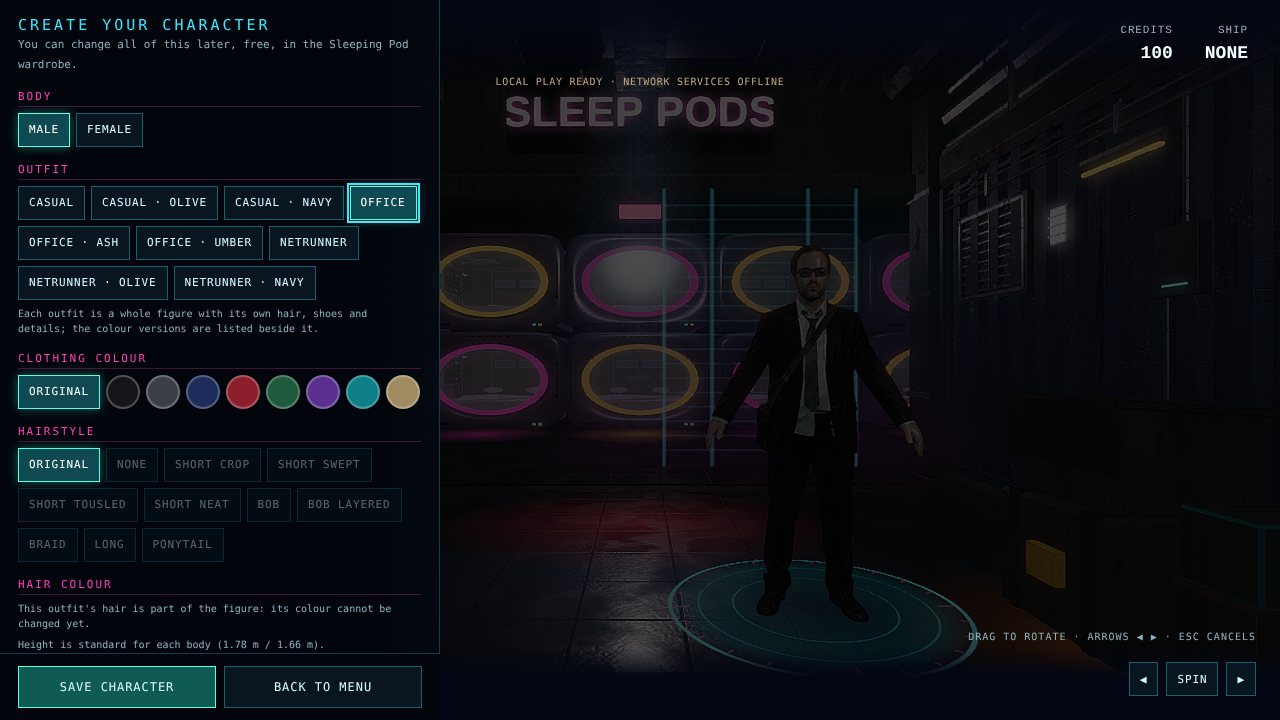 CREATE YOUR CHARACTER
You can change all of this later, free, in the Sleeping Pod
wardrobe.
BODY
MALE FEMALE
OUTFIT
CASUAL CASUAL · OLIVE CASUAL · NAVY OFFICE
OFFICE · ASH OFFICE · UMBER NETRUNNER
NETRUNNER · OLIVE NETRUNNER · NAVY
Each outfit is a whole figure with its own hair, shoes and
details; the colour versions are listed beside it.
CLOTHING COLOUR
ORIGINAL
HAIRSTYLE
ORIGINAL NONE SHORT CROP SHORT SWEPT
SHORT TOUSLED SHORT NEAT BOB BOB LAYERED
BRAID LONG PONYTAIL
HAIR COLOUR
This outfit's hair is part of the figure: its colour cannot be
changed yet.
Height is standard for each body (1.78 m / 1.66 m).
SAVE CHARACTER BACK TO MENU
CREDITS SHIP
100 NONE
LOCAL PLAY READY · NETWORK SERVICES OFFLINE
SLEEP PODS
DRAG TO ROTATE · ARROWS ◀ ▶ · ESC CANCELS
◀ SPIN ▶